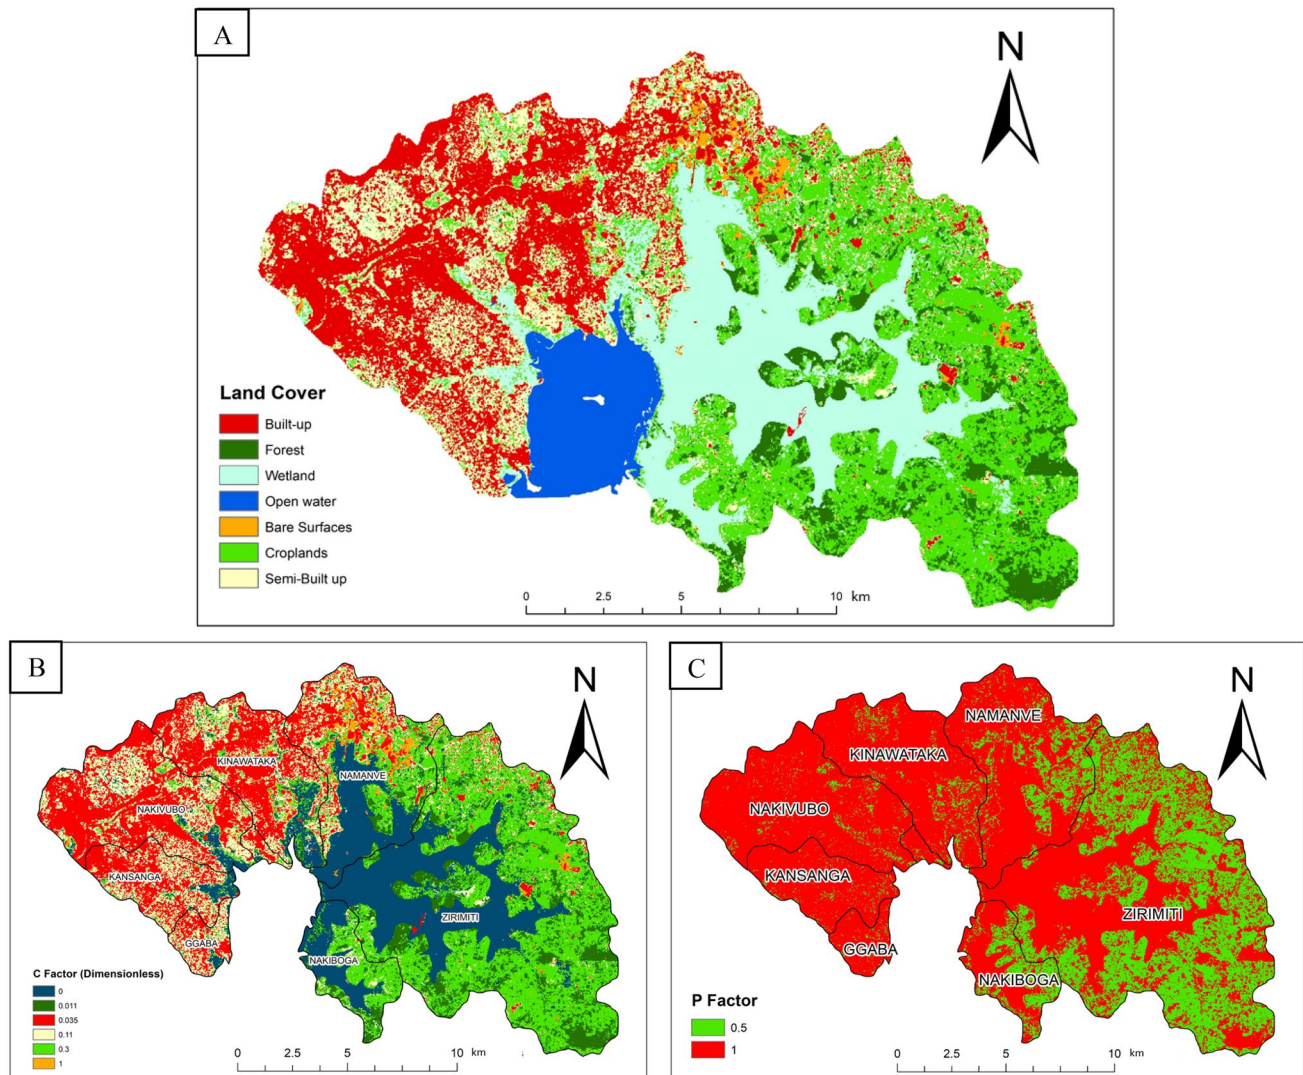 A
N
Land Cover
Built-up
Forest
Wetland
Open water
Bare Surfaces
Croplands
Semi-Built up
0 2.5 5 10 km
B
N
NAMANVE
KINAWATAKA
NAKIVUBO
KANSANGA
GGABA
ZIRIMITI
NAKIBOGA
C Factor (Dimensionless)
0
0.011
0.035
0.11
0.3
1
0 2.5 5 10 km
C
N
NAMANVE
KINAWATAKA
NAKIVUBO
KANSANGA
GGABA
ZIRIMITI
NAKIBOGA
P Factor
0.5
1
0 2.5 5 10 km